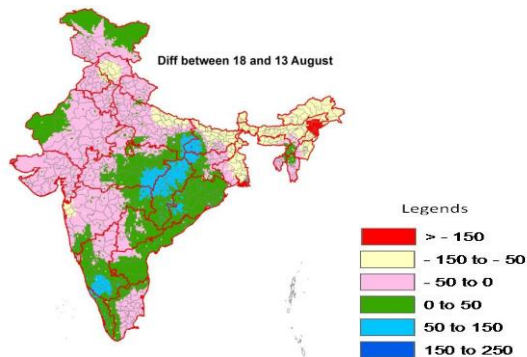 Diff between 18 and 13 August
Legends
> - 150
- 150 to - 50
- 50 to 0
0 to 50
50 to 150
150 to 250